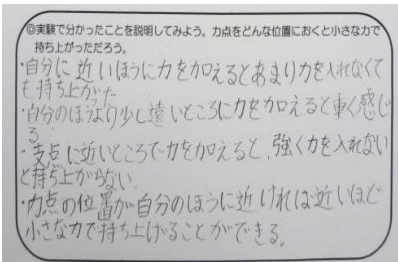 ◎実験で分かったことを説明してみよう。力点をどんな位置におくと小さな力で
持ち上がっただろう。
・自分に近いほうに力を加えるとあまり力を入れなくて
も持ち上がった
・自分のほうより少し遠いところに力を加えると重く感じ
る
・支点に近いところで力を加えると、強く力を入れない
と持ち上がらない
・力点の位置が自分のほうに近ければ近いほど
小さな力で持ち上げることができる。